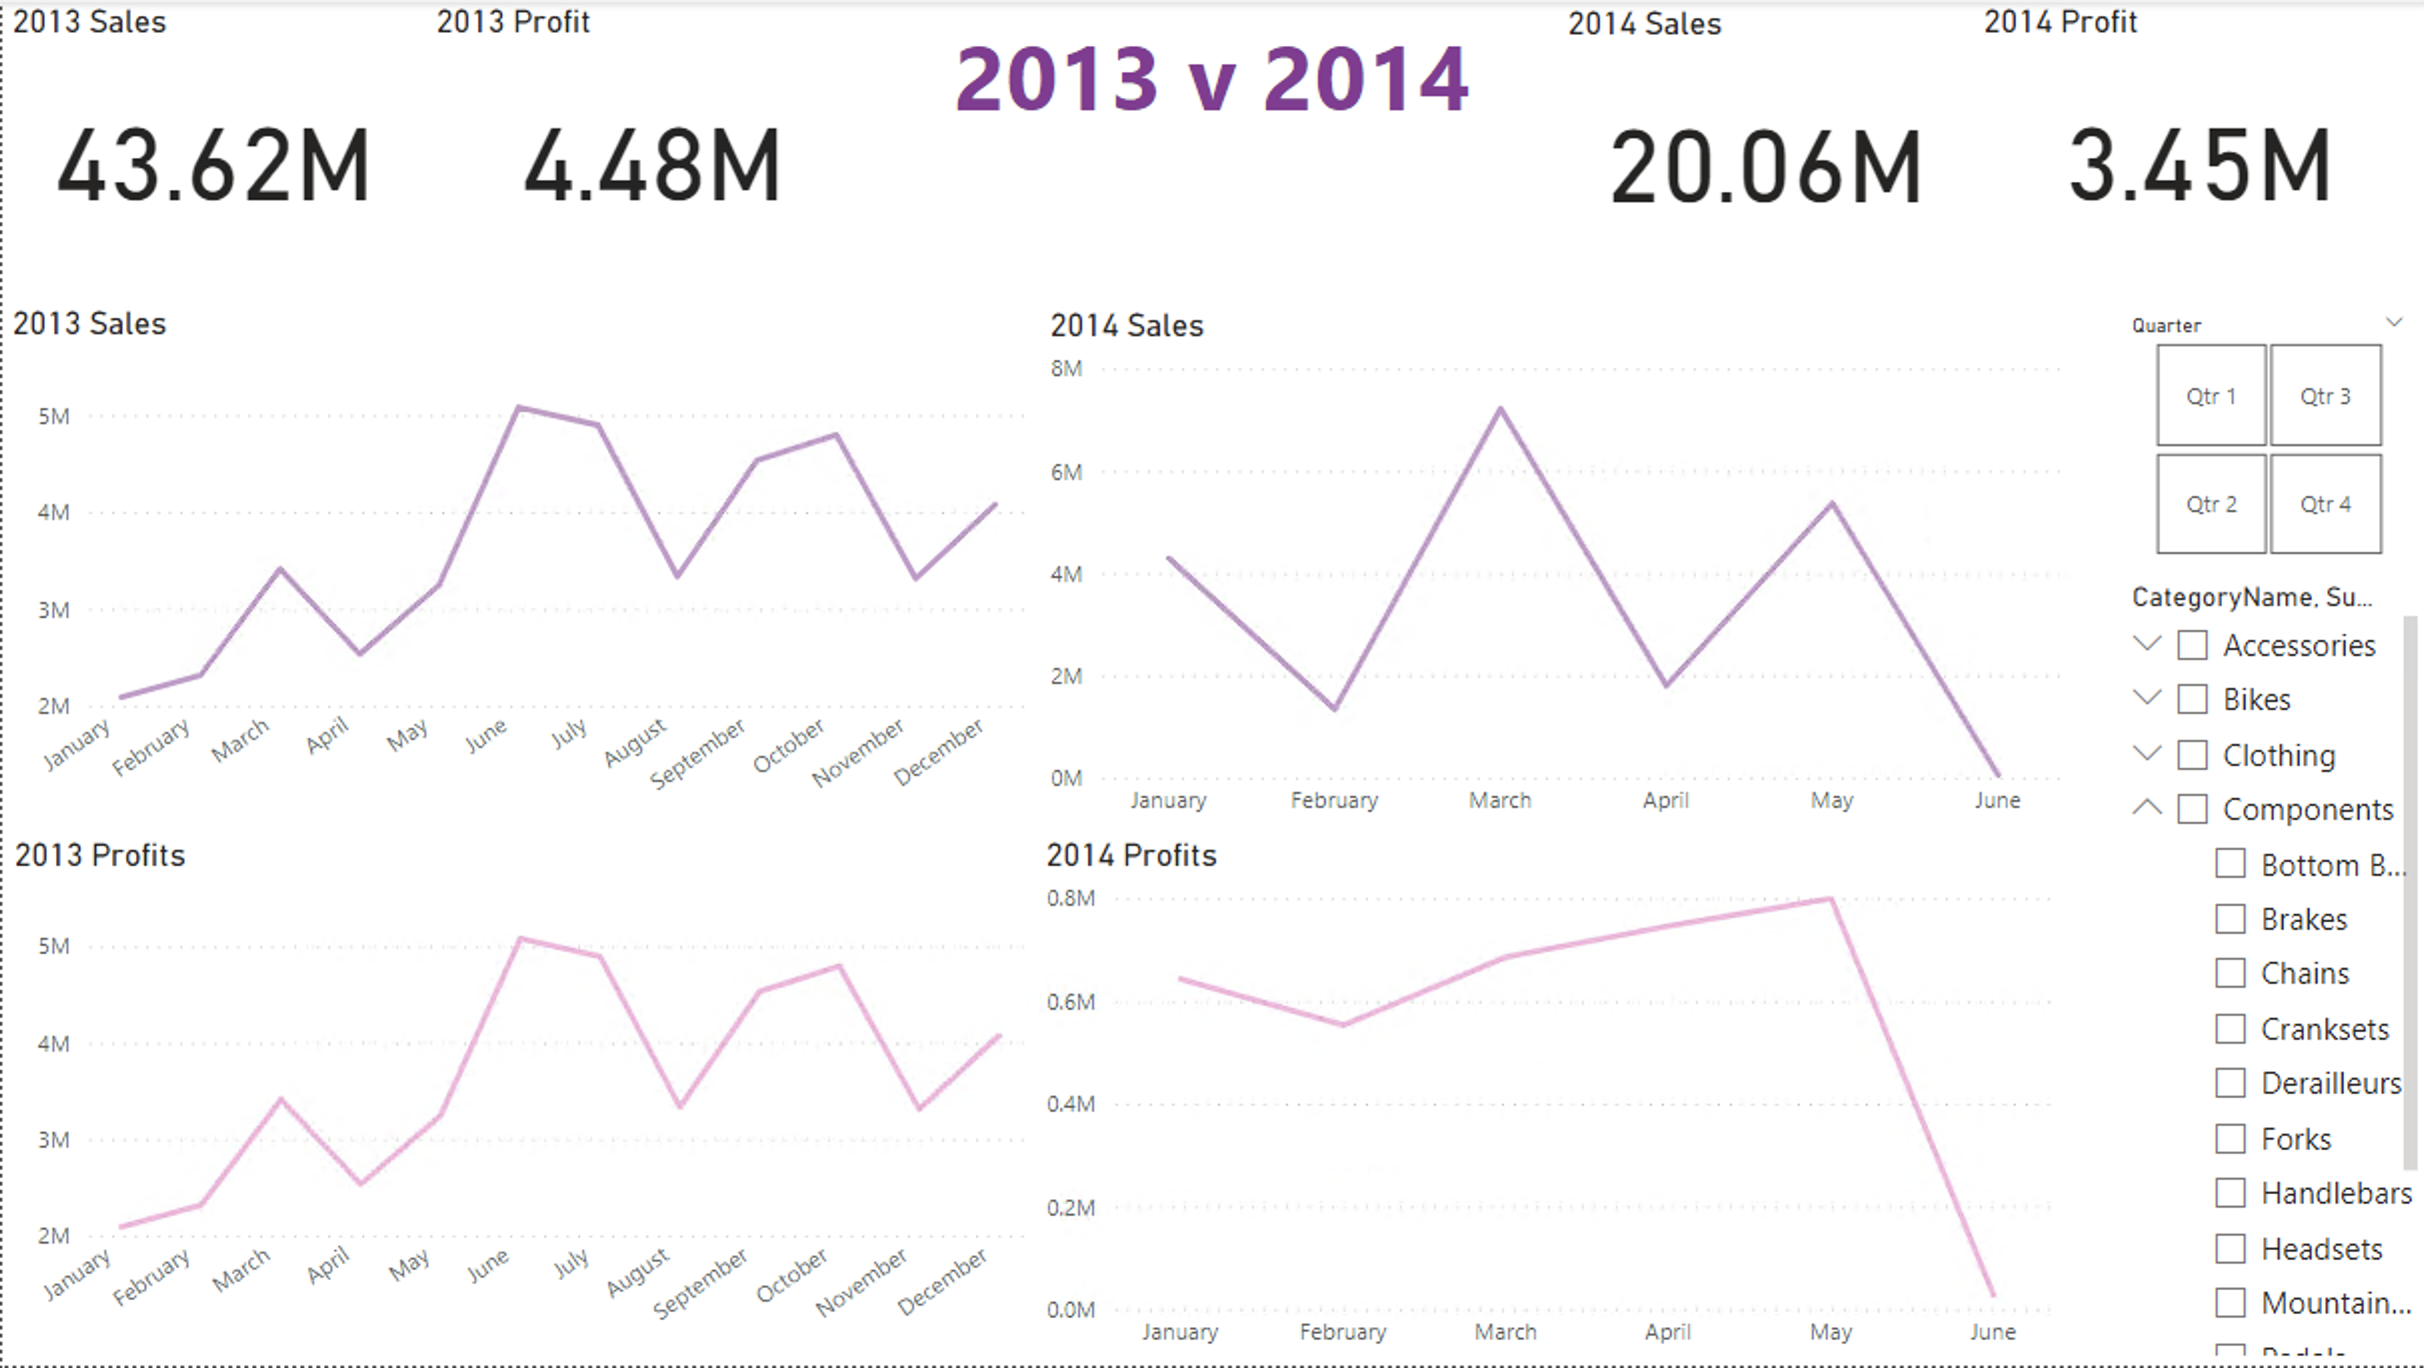 2013 Sales
2013 Profit
2013 v 2014
2014 Sales
2014 Profit
43.62M
4.48M
20.06M
3.45M
2013 Sales
5M
4M
3M
2M
January
February
March
April
May
June
July
August
September
October
November
December
2014 Sales
8M
6M
4M
2M
0M
January
February
March
April
May
June
2013 Profits
5M
4M
3M
2M
January
February
March
April
May
June
July
August
September
October
November
December
2014 Profits
0.8M
0.6M
0.4M
0.2M
0.0M
January
February
March
April
May
June
Quarter
Qtr 1
Qtr 3
Qtr 2
Qtr 4
CategoryName, Su...
Accessories
Bikes
Clothing
Components
Bottom B...
Brakes
Chains
Cranksets
Derailleurs
Forks
Handlebars
Headsets
Mountain...